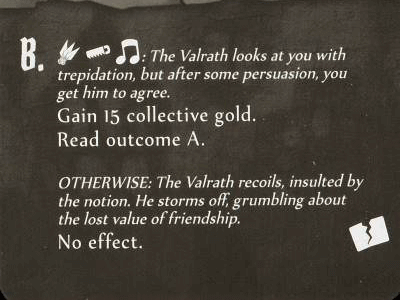 B. : The Valrath looks at you with
trepidation, but after some persuasion, you
get him to agree.
Gain 15 collective gold.
Read outcome A.
OTHERWISE: The Valrath recoils, insulted by
the notion. He storms off, grumbling about
the lost value of friendship.
No effect.